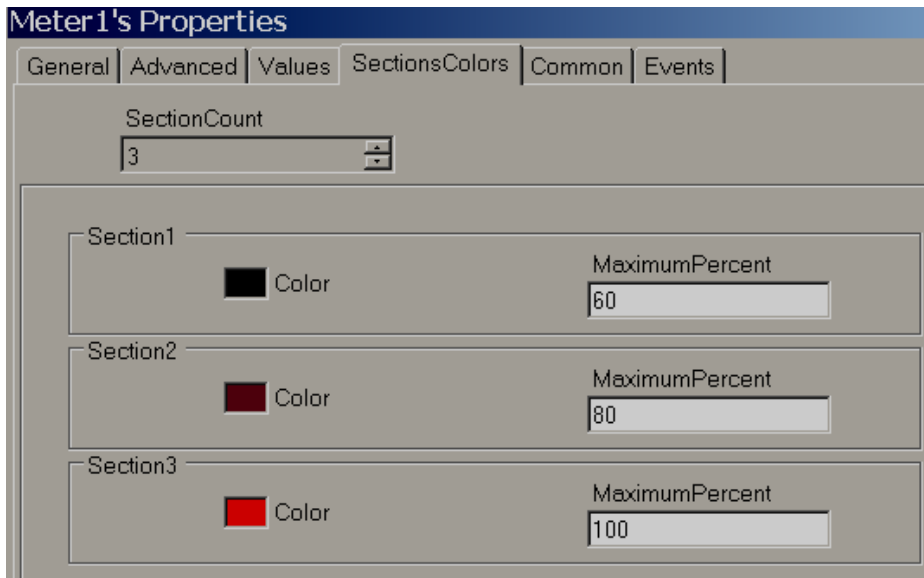 Meter1's Properties
General Advanced Values SectionsColors Common Events
SectionCount
3
Section1
Color
MaximumPercent
60
Section2
Color
MaximumPercent
80
Section3
Color
MaximumPercent
100